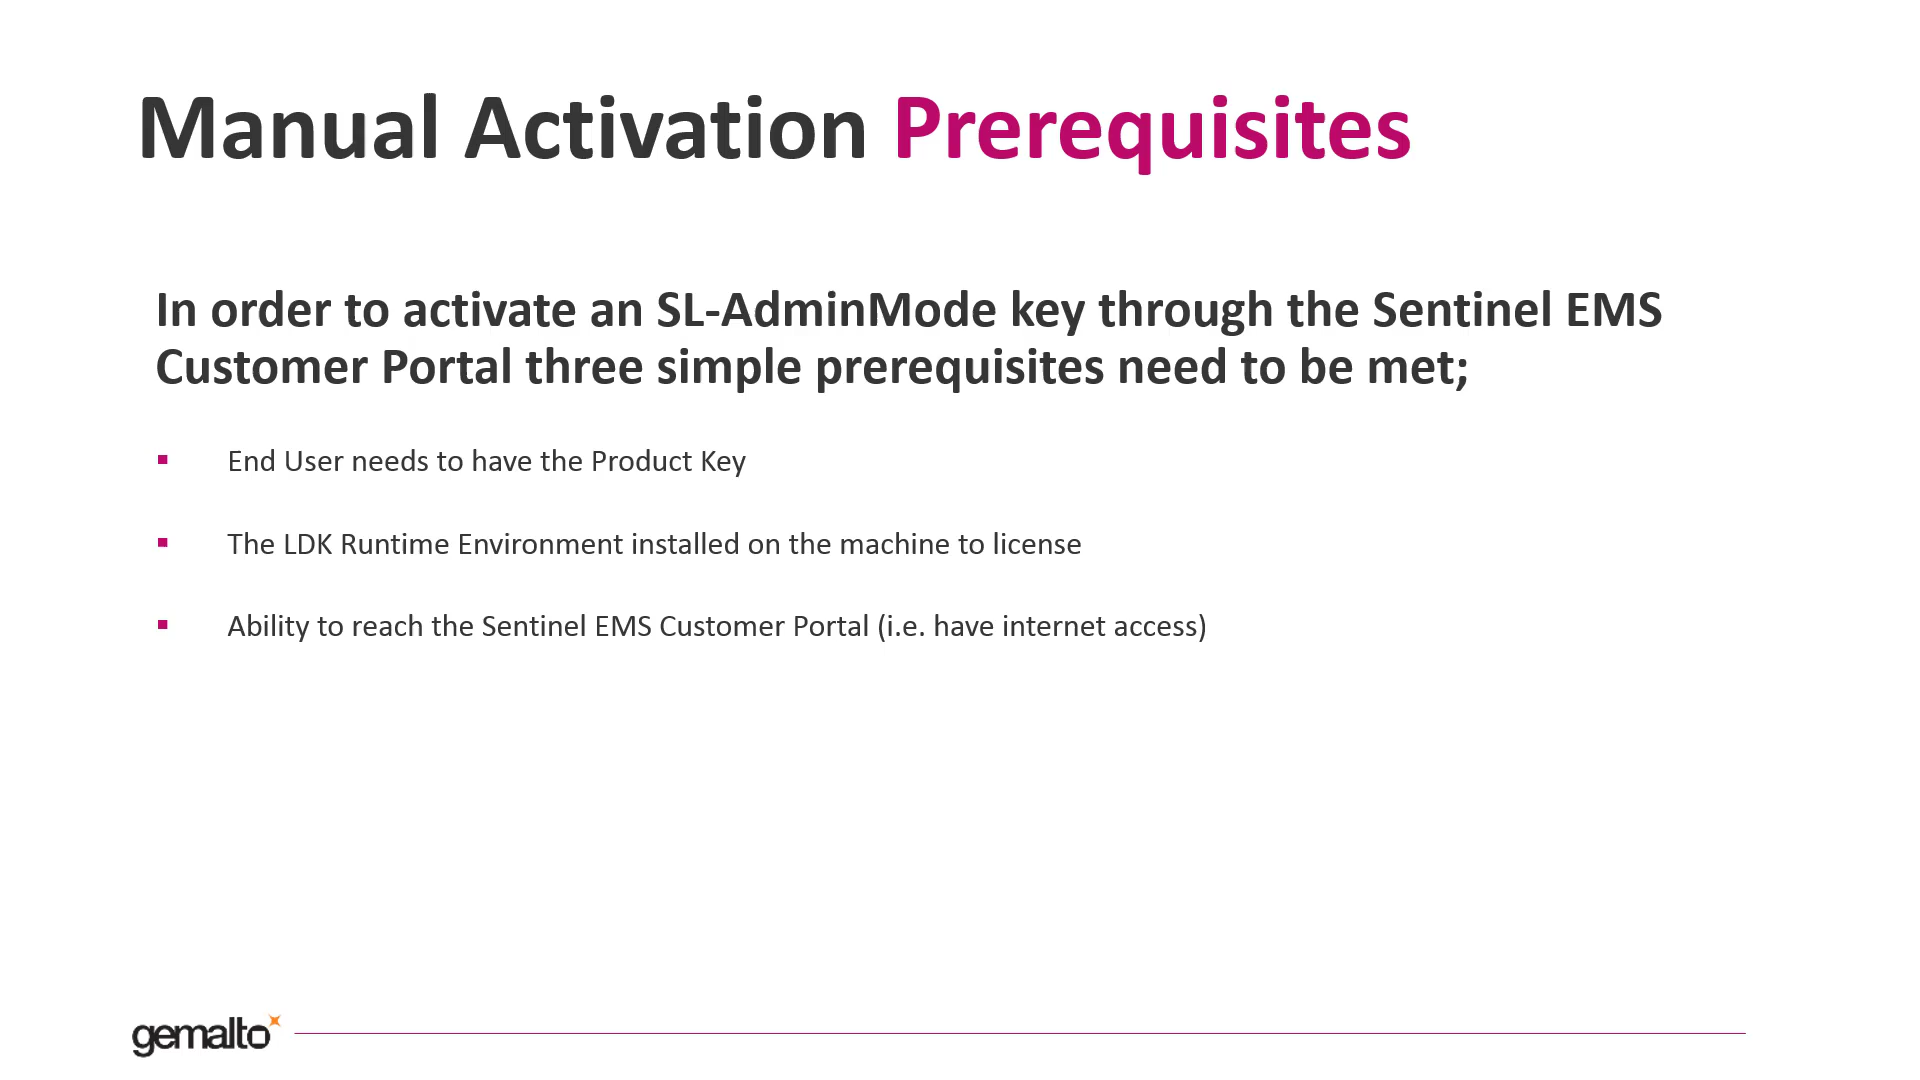 Manual Activation Prerequisites
In order to activate an SL-AdminMode key through the Sentinel EMS
Customer Portal three simple prerequisites need to be met;
▪ End User needs to have the Product Key
▪ The LDK Runtime Environment installed on the machine to license
▪ Ability to reach the Sentinel EMS Customer Portal (i.e. have internet access)
gemalto